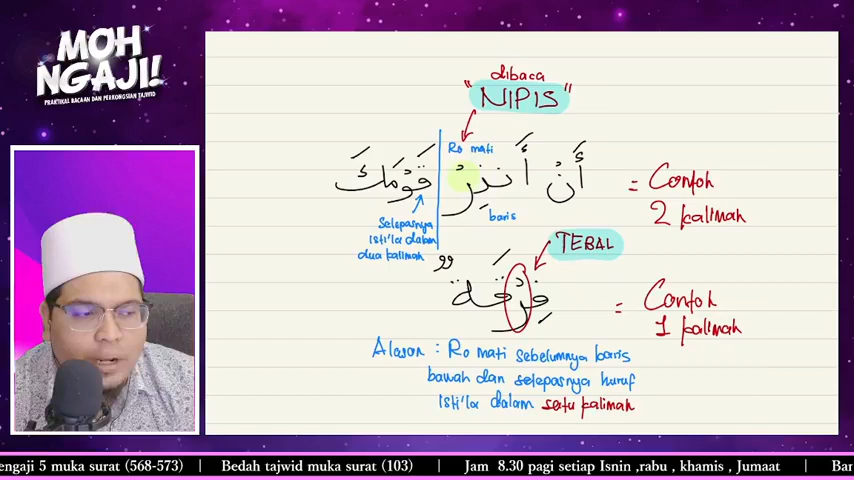 MOH
NGAJI!
PRAKTIKAL BACAAN DAN PERKONGSIAN TAJWID
dibaca
"NIPIS"
Ro mati
أَنْ أَنذِرْ قَوْمَكَ
= Contoh
2 kalimah
baris
Selepasnya
isti'la dalam
dua kalimah
TEBAL
فِرْقَة
= Contoh
1 kalimah
Alasan : Ro mati sebelumnya baris
bawah dan selepasnya huruf
isti'la dalam satu kalimah
engaji 5 muka surat (568-573) | Bedah tajwid muka surat (103) | Jam 8.30 pagi setiap Isnin ,rabu , khamis , Jumaat | Bar